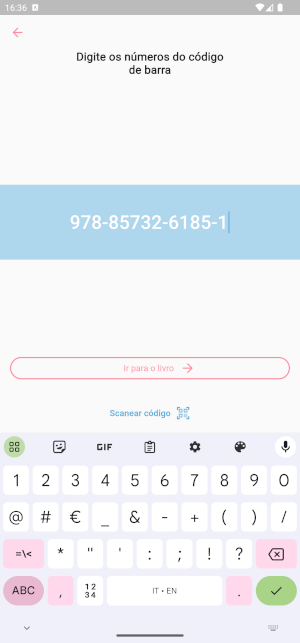 16:36
Digite os números do código
de barra
978-85732-6185-1
Ir para o livro
Scanear código
GIF
1 2 3 4 5 6 7 8 9 0
@ # € _ & - + ( ) /
=\< * " ' : ; ! ?
ABC , 1 2 3 4 IT • EN .